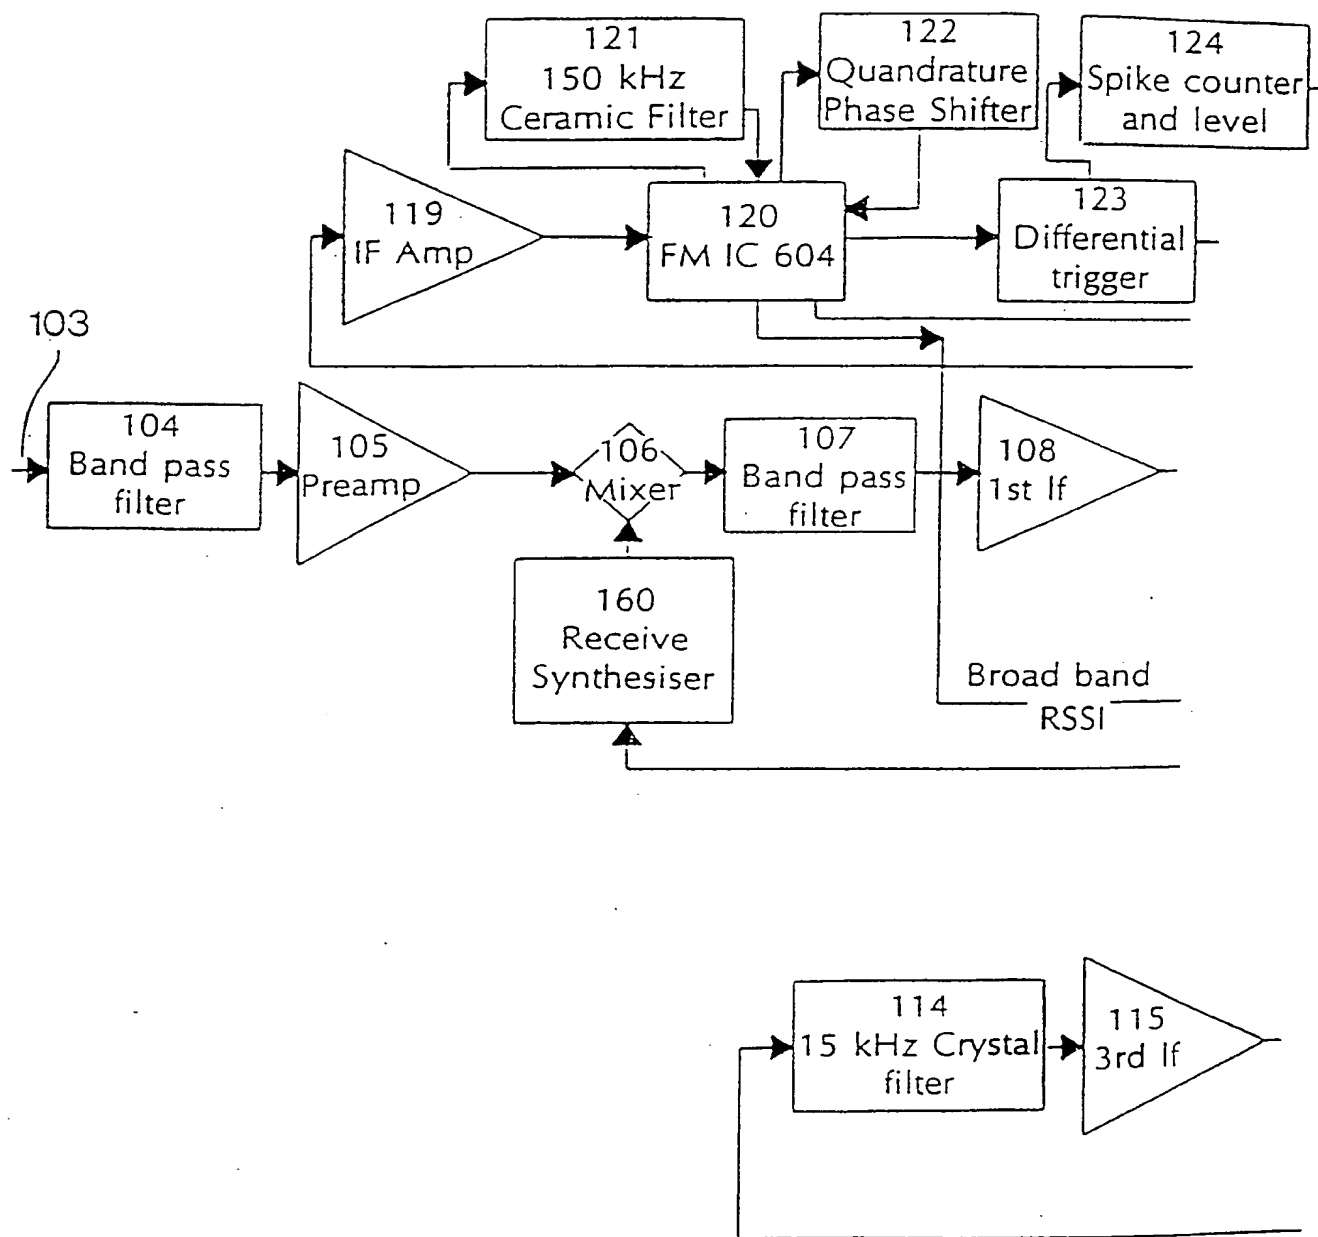 121
150 kHz
Ceramic Filter
122
Quandrature
Phase Shifter
124
Spike counter
and level
119
IF Amp
120
FM IC 604
123
Differential
trigger
103
104
Band pass
filter
105
Preamp
106
Mixer
107
Band pass
filter
108
1st If
160
Receive
Synthesiser
Broad band
RSSI
114
15 kHz Crystal
filter
115
3rd If